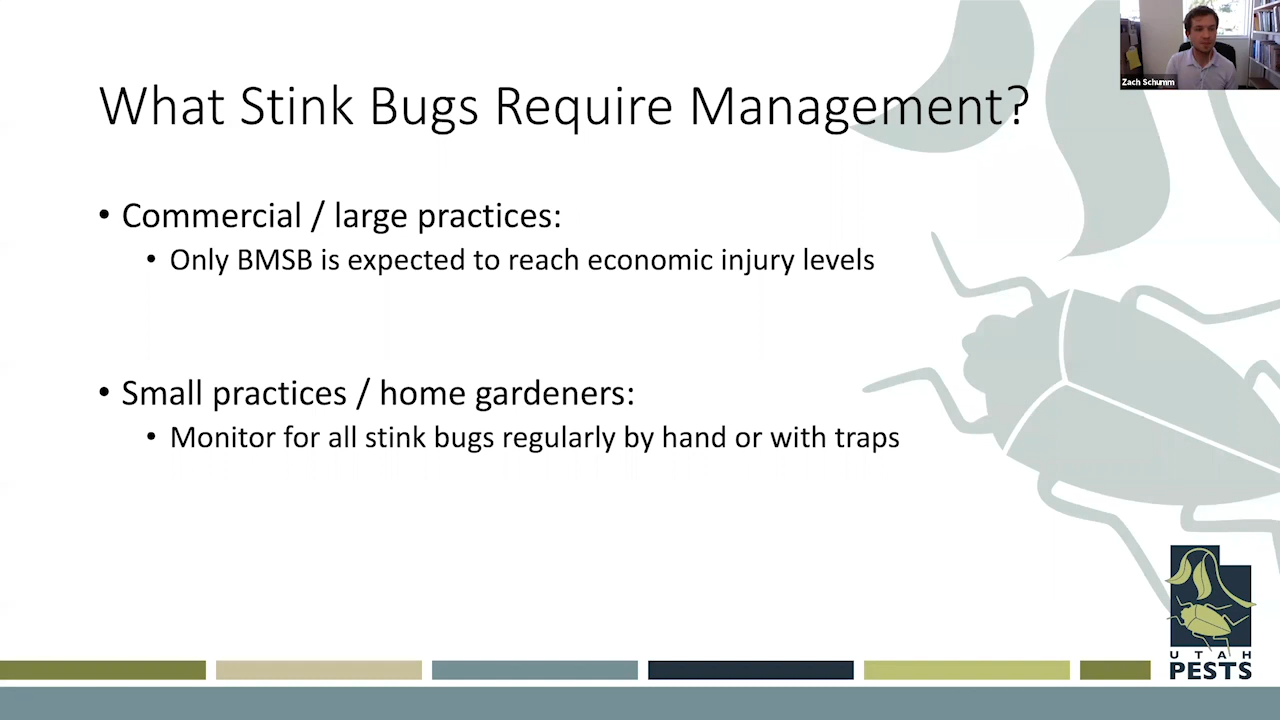 Zach Schumm
What Stink Bugs Require Management?
• Commercial / large practices:
• Only BMSB is expected to reach economic injury levels
• Small practices / home gardeners:
• Monitor for all stink bugs regularly by hand or with traps
UTAH
PESTS